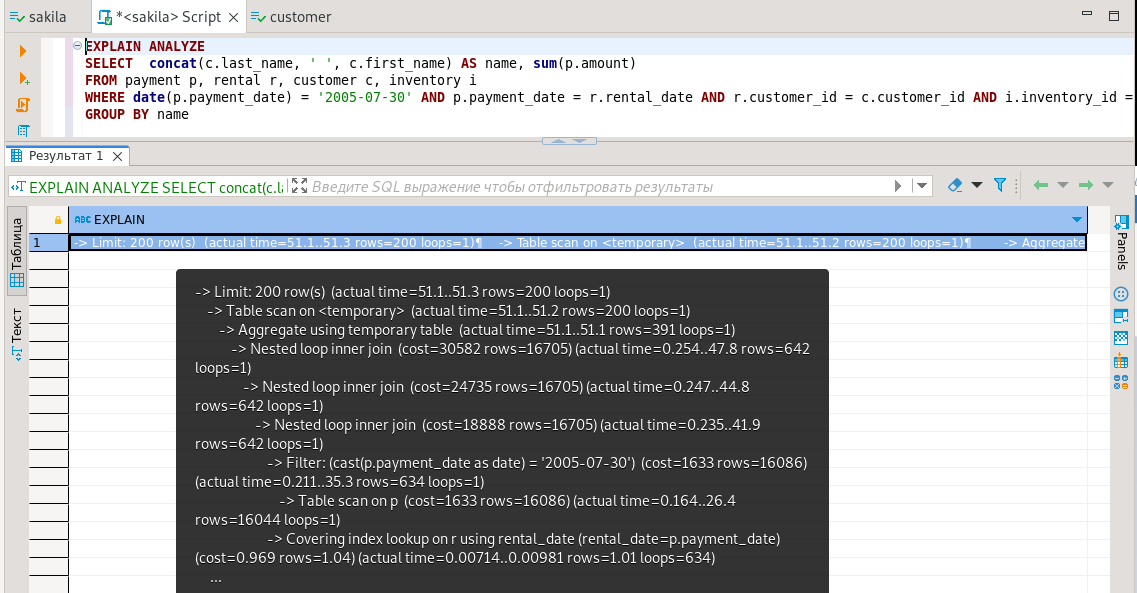 sakila
*<sakila> Script
customer
EXPLAIN ANALYZE
SELECT  concat(c.last_name, ' ', c.first_name) AS name, sum(p.amount)
FROM payment p, rental r, customer c, inventory i
WHERE date(p.payment_date) = '2005-07-30' AND p.payment_date = r.rental_date AND r.customer_id = c.customer_id AND i.inventory_id =
GROUP BY name
Результат 1
EXPLAIN ANALYZE SELECT concat(c.la
Введите SQL выражение чтобы отфильтровать результаты
Таблица
Текст
ABC EXPLAIN
1
-> Limit: 200 row(s)  (actual time=51.1..51.3 rows=200 loops=1)¶    -> Table scan on <temporary>  (actual time=51.1..51.2 rows=200 loops=1)¶        -> Aggregate
Panels
-> Limit: 200 row(s)  (actual time=51.1..51.3 rows=200 loops=1)
-> Table scan on <temporary>  (actual time=51.1..51.2 rows=200 loops=1)
-> Aggregate using temporary table  (actual time=51.1..51.1 rows=391 loops=1)
-> Nested loop inner join  (cost=30582 rows=16705) (actual time=0.254..47.8 rows=642
loops=1)
-> Nested loop inner join  (cost=24735 rows=16705) (actual time=0.247..44.8
rows=642 loops=1)
-> Nested loop inner join  (cost=18888 rows=16705) (actual time=0.235..41.9
rows=642 loops=1)
-> Filter: (cast(p.payment_date as date) = '2005-07-30')  (cost=1633 rows=16086)
(actual time=0.211..35.3 rows=634 loops=1)
-> Table scan on p  (cost=1633 rows=16086) (actual time=0.164..26.4
rows=16044 loops=1)
-> Covering index lookup on r using rental_date (rental_date=p.payment_date)
(cost=0.969 rows=1.04) (actual time=0.00714..0.00981 rows=1.01 loops=634)
...